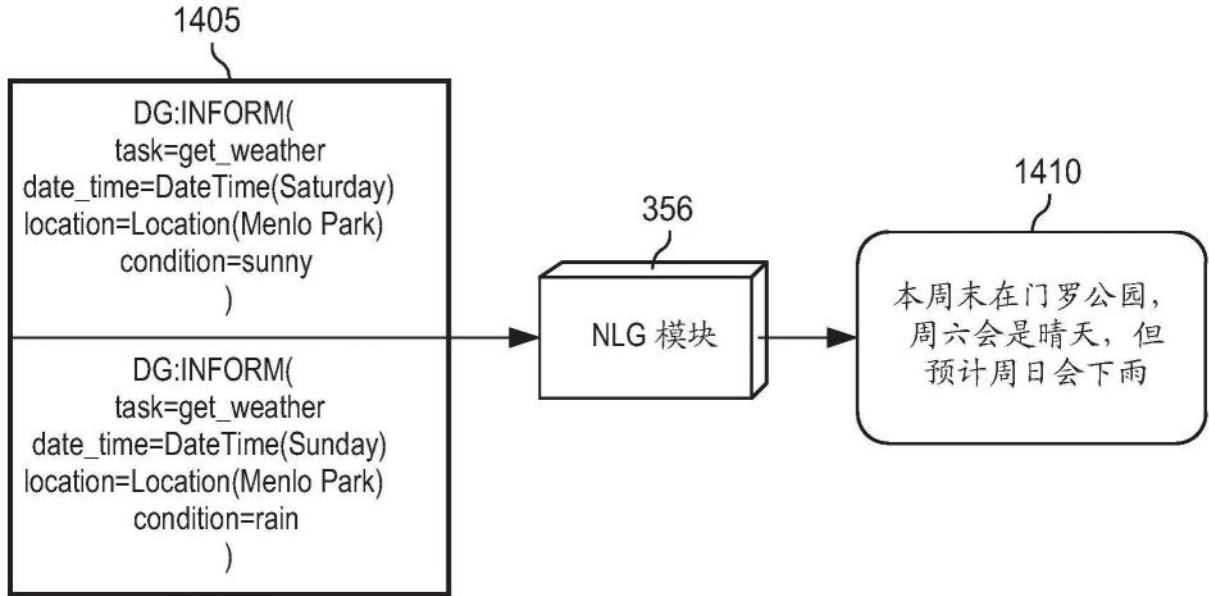 1405
DG:INFORM(
task=get_weather
date_time=DateTime(Saturday)
location=Location(Menlo Park)
condition=sunny
)
DG:INFORM(
task=get_weather
date_time=DateTime(Sunday)
location=Location(Menlo Park)
condition=rain
)
356
NLG 模块
1410
本周末在门罗公园，
周六会是晴天，但
预计周日会下雨